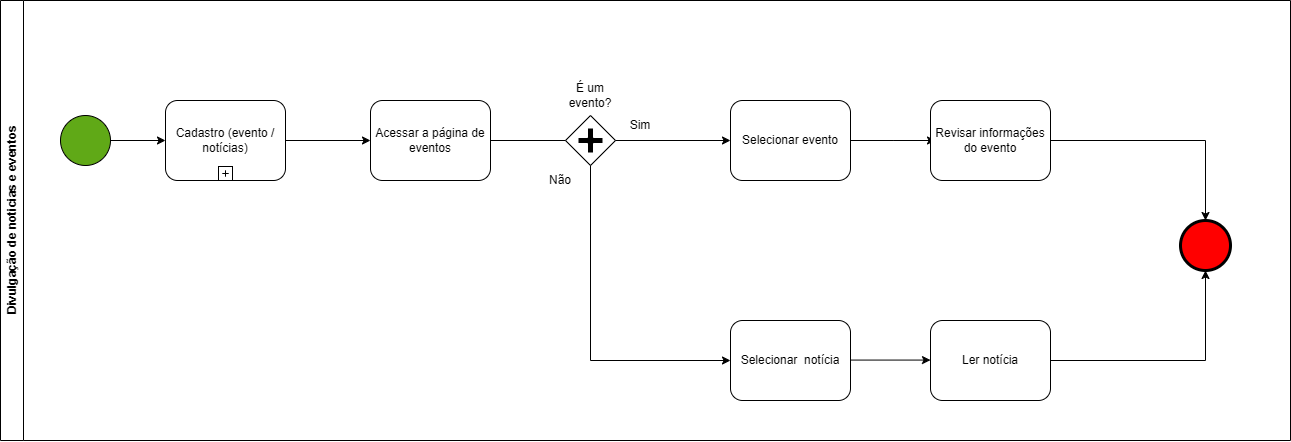 Divulgação de noticias e eventos
Cadastro (evento /
notícias)
Acessar a página de
eventos
É um
evento?
Sim
Não
Selecionar evento
Revisar informações
do evento
Selecionar  notícia
Ler notícia